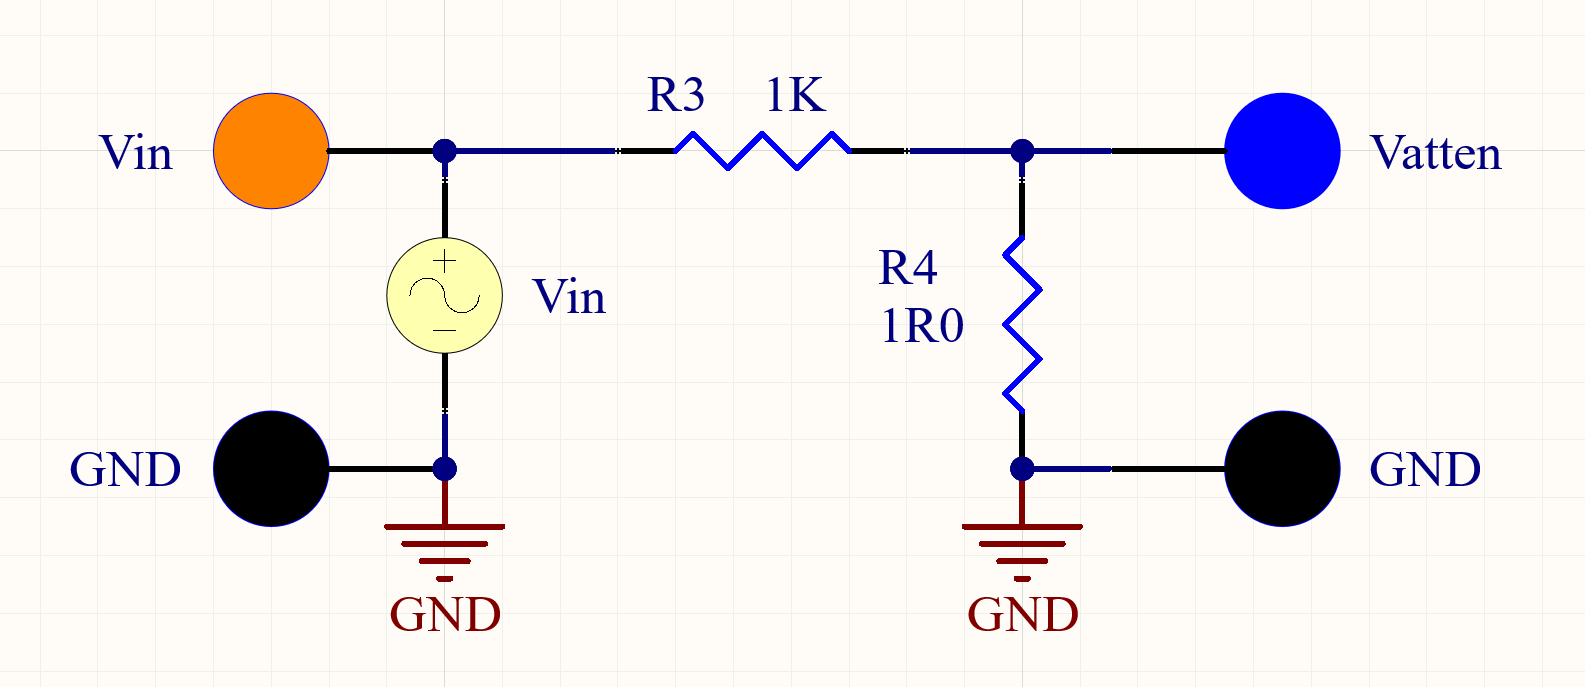 R3 1K
Vin
Vatten
R4
1R0
Vin
GND
GND
GND
GND